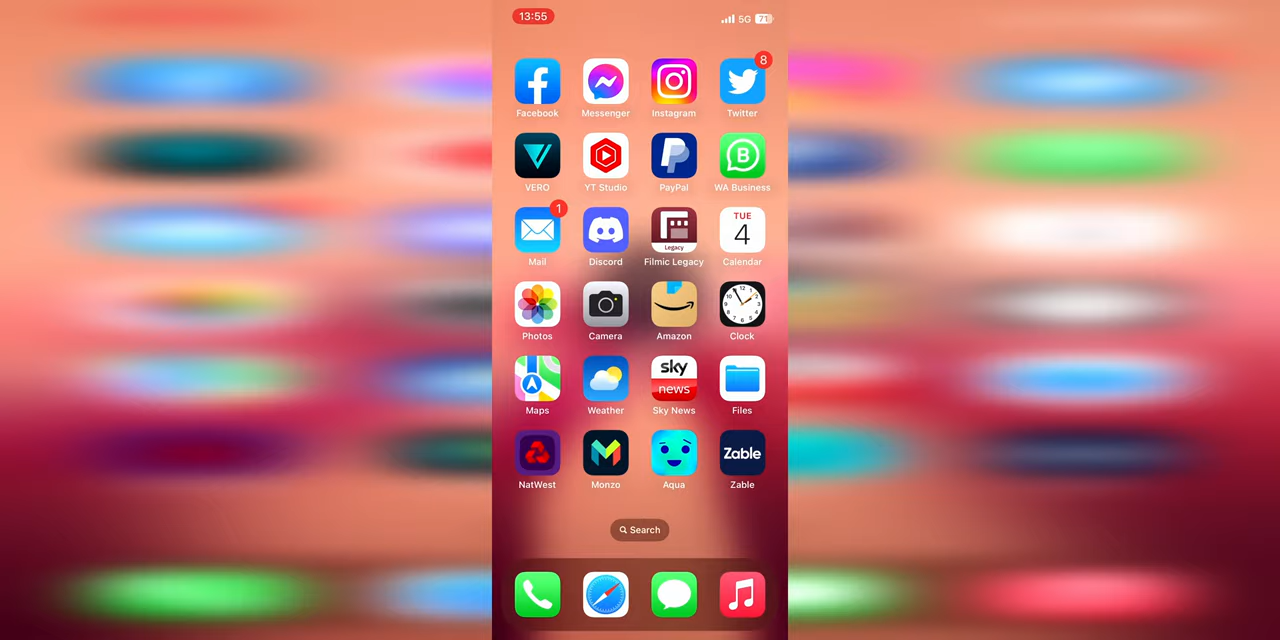 13:55
5G 71
8
Facebook Messenger Instagram Twitter
VERO YT Studio PayPal WA Business
1
Legacy
TUE
4
Mail Discord Filmic Legacy Calendar
Photos Camera Amazon Clock
sky
news
Maps Weather Sky News Files
Zable
NatWest Monzo Aqua Zable
Search